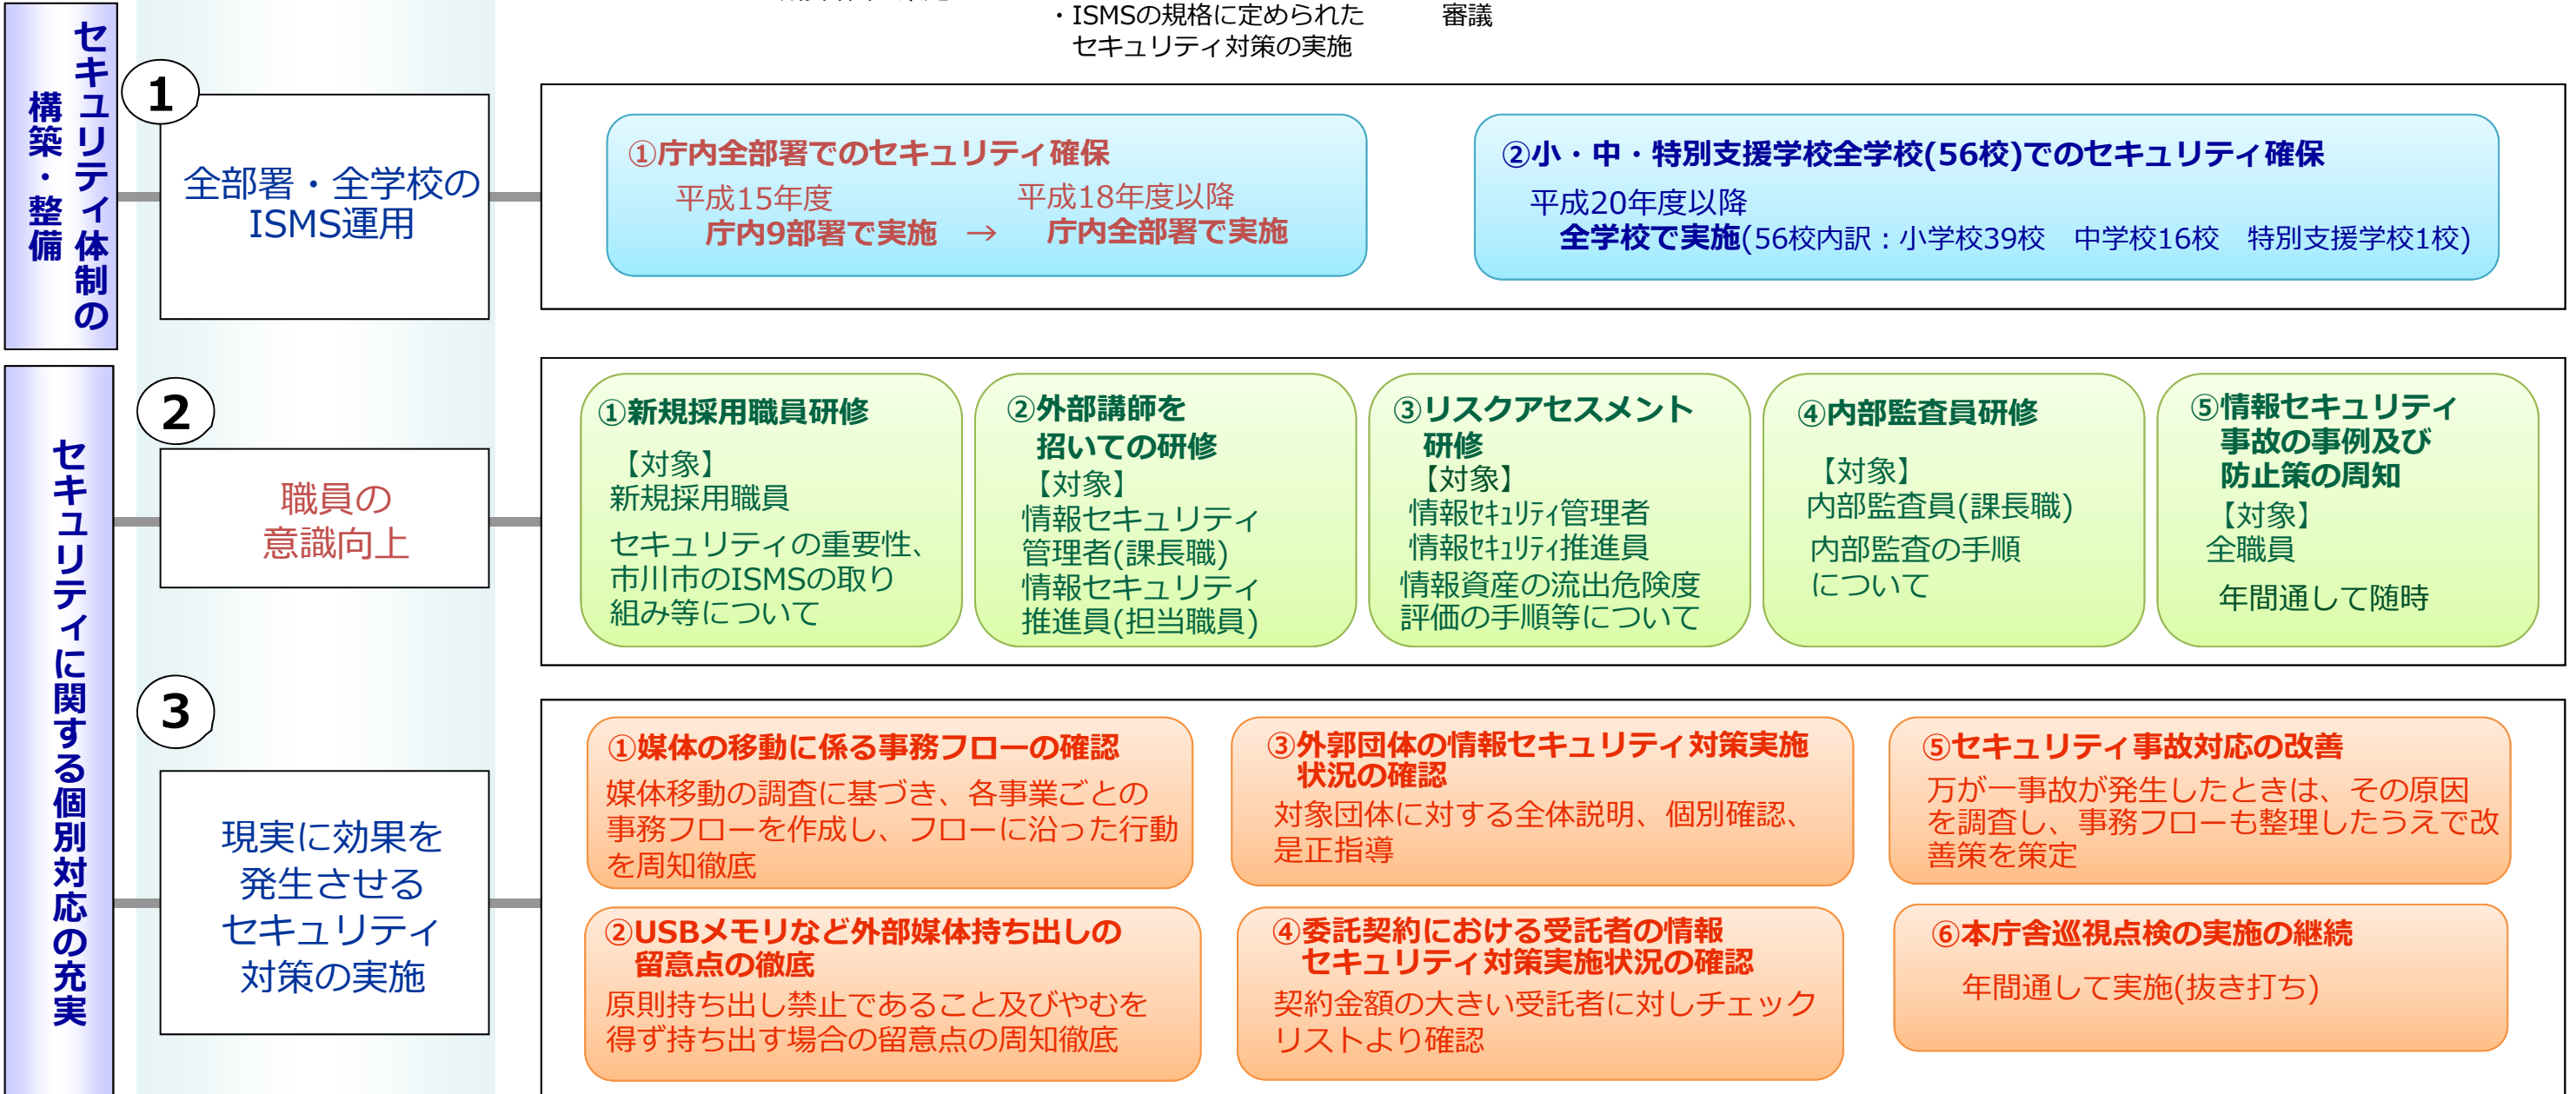 ・ISMSの規格に定められた
セキュリティ対策の実施
審議
セキュリティ体制の
構築・整備
1
全部署・全学校の
ISMS運用
①庁内全部署でのセキュリティ確保
平成15年度
庁内9部署で実施 →
平成18年度以降
庁内全部署で実施
②小・中・特別支援学校全学校(56校)でのセキュリティ確保
平成20年度以降
全学校で実施(56校内訳：小学校39校　中学校16校　特別支援学校1校)
セキュリティに関する個別対応の充実
2
職員の
意識向上
①新規採用職員研修
【対象】
新規採用職員
セキュリティの重要性、
市川市のISMSの取り
組み等について
②外部講師を
招いての研修
【対象】
情報セキュリティ
管理者(課長職)
情報セキュリティ
推進員(担当職員)
③リスクアセスメント
研修
【対象】
情報ｾｷｭﾘﾃｨ管理者
情報ｾｷｭﾘﾃｨ推進員
情報資産の流出危険度
評価の手順等について
④内部監査員研修
【対象】
内部監査員(課長職)
内部監査の手順
について
⑤情報セキュリティ
事故の事例及び
防止策の周知
【対象】
全職員
年間通して随時
3
現実に効果を
発生させる
セキュリティ
対策の実施
①媒体の移動に係る事務フローの確認
媒体移動の調査に基づき、各事業ごとの
事務フローを作成し、フローに沿った行動
を周知徹底
②USBメモリなど外部媒体持ち出しの
留意点の徹底
原則持ち出し禁止であること及びやむを
得ず持ち出す場合の留意点の周知徹底
③外郭団体の情報セキュリティ対策実施
状況の確認
対象団体に対する全体説明、個別確認、
是正指導
④委託契約における受託者の情報
セキュリティ対策実施状況の確認
契約金額の大きい受託者に対しチェック
リストより確認
⑤セキュリティ事故対応の改善
万が一事故が発生したときは、その原因
を調査し、事務フローも整理したうえで改
善策を策定
⑥本庁舎巡視点検の実施の継続
年間通して実施(抜き打ち)